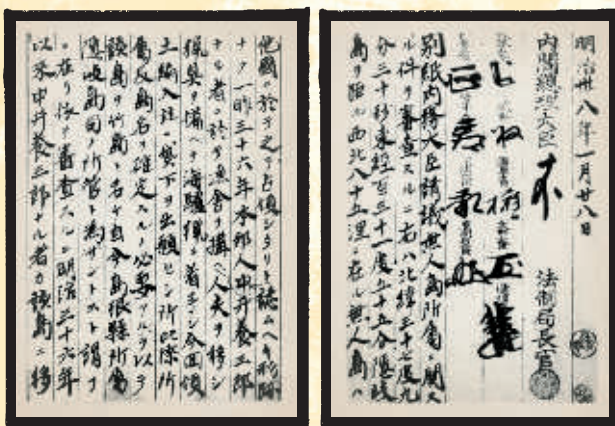 明治卅八年一月廿八日
内閣總理大臣
法制局長官
別紙内務大臣請議無人島所属ニ関ス
ル件ヲ審査スルニ右ハ北緯三十七度九
分三十秒東経百三十一度五十五分隠岐
島ヲ距ル西北八十五浬ニ在ル無人島ハ
他國ニ於テ之ヲ占領シタリト認ムヘキ形跡
ナク一昨三十六年本邦人中井養三郎
ナル者ニ於テ漁舎ヲ構ヘ人夫ヲ移シ
猟具ヲ備ヘテ海驢猟ニ着手シ今回領
土編入並ニ貸下ヲ出願セシ所此際所
属及島名ヲ確定スルノ必要アルヲ以テ
該島ヲ竹島ト名ケ自今島根縣所属
隠岐島司ノ所管ト為サントスト謂フ
ニ在リ依テ審査スルニ明治三十六年
以来中井養三郎ナル者カ該島ニ移